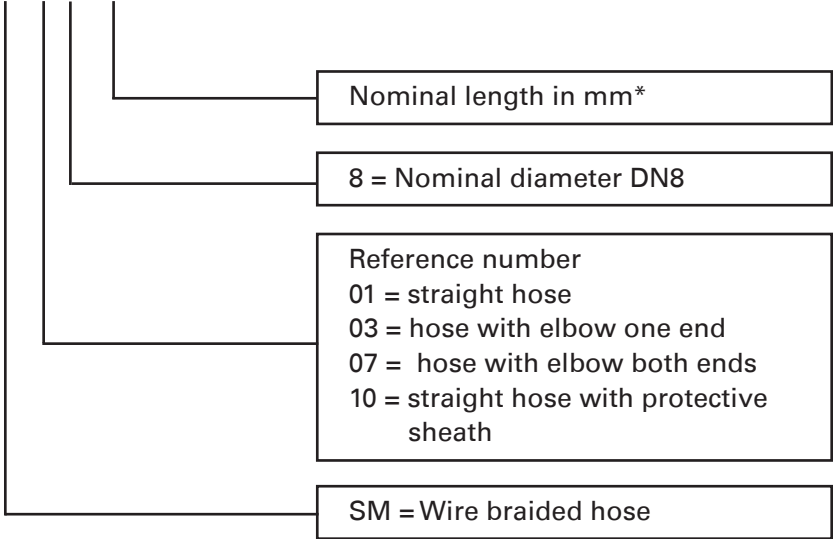 Nominal length in mm*
8 = Nominal diameter DN8
Reference number
01 = straight hose
03 = hose with elbow one end
07 = hose with elbow both ends
10 = straight hose with protective
sheath
SM = Wire braided hose